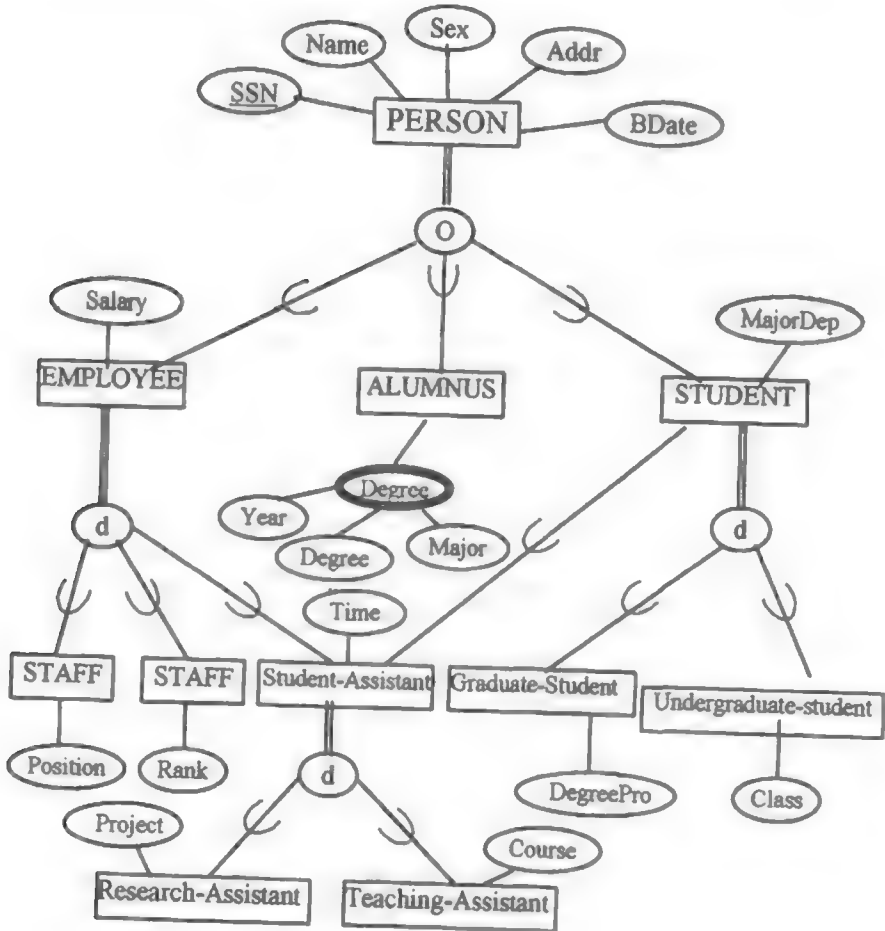 Sex
Name
Addr
SSN
PERSON
BDate
O
Salary
MajorDep
EMPLOYEE
ALUMNUS
STUDENT
Degree
Year
d
d
Degree
Major
Time
STAFF
STAFF
Student-Assistant
Graduate-Student
Undergraduate-student
Position
Rank
d
DegreePro
Class
Project
Course
Research-Assistant
Teaching-Assistant